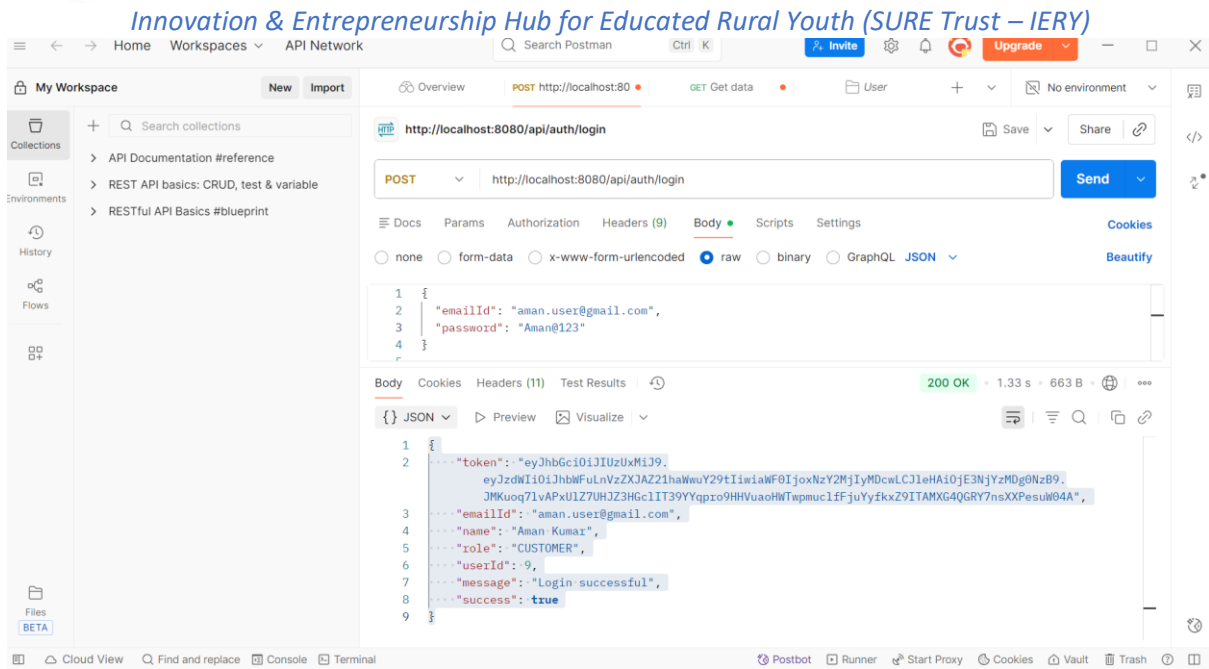 Innovation & Entrepreneurship Hub for Educated Rural Youth (SURE Trust – IERY)
Home Workspaces API Network Search Postman Ctrl K Invite Upgrade
My Workspace New Import Overview POST http://localhost:80 GET Get data User No environment
Collections
Environments
History
Flows
Files
BETA
Search collections
API Documentation #reference
REST API basics: CRUD, test & variable
RESTful API Basics #blueprint
HTTP http://localhost:8080/api/auth/login Save Share
POST http://localhost:8080/api/auth/login Send
Docs Params Authorization Headers (9) Body Scripts Settings Cookies
none form-data x-www-form-urlencoded raw binary GraphQL JSON Beautify
1 {
2 "emailId": "aman.user@gmail.com",
3 "password": "Aman@123"
4 }
Body Cookies Headers (11) Test Results 200 OK 1.33 s 663 B
{} JSON Preview Visualize
1 {
2 "token": "eyJhbGciOiJIUzUxMiJ9.
eyJzdWIiOiJhbWFuLnVzZXJAZ21haWwuY29tIiwiaWF0IjoxNzY2MjIyMDcwLCJleHAiOjE3NjYzMDg0NzB9.
JMKuoq7lvAPxUlZ7UHJZ3HGclIT39YYqpro9HHVuaoHWTwpmuclfFjuYyfkxZ9ITAMXG4QGRY7nsXXPesuW04A",
3 "emailId": "aman.user@gmail.com",
4 "name": "Aman Kumar",
5 "role": "CUSTOMER",
6 "userId": 9,
7 "message": "Login successful",
8 "success": true
9 }
Cloud View Find and replace Console Terminal Postbot Runner Start Proxy Cookies Vault Trash